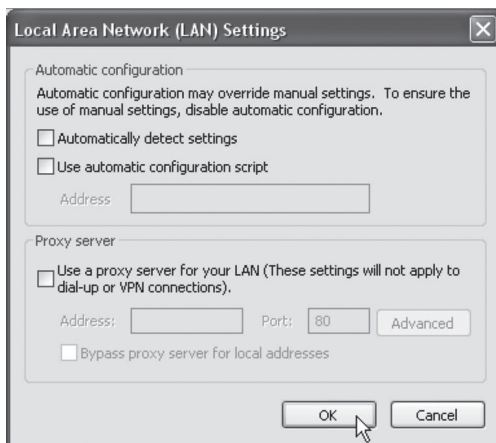 Local Area Network (LAN) Settings
Automatic configuration
Automatic configuration may override manual settings. To ensure the
use of manual settings, disable automatic configuration.
Automatically detect settings
Use automatic configuration script
Address
Proxy server
Use a proxy server for your LAN (These settings will not apply to
dial-up or VPN connections).
Address: Port: 80 Advanced
Bypass proxy server for local addresses
OK Cancel